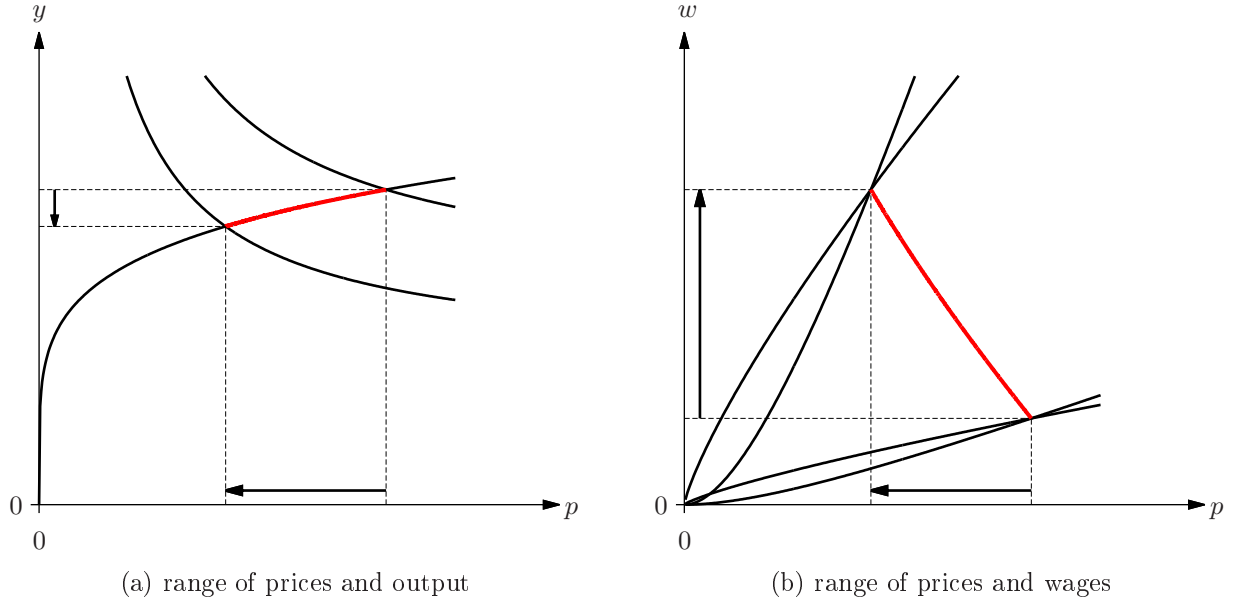 y
0
0
p
(a) range of prices and output
w
0
0
p
(b) range of prices and wages